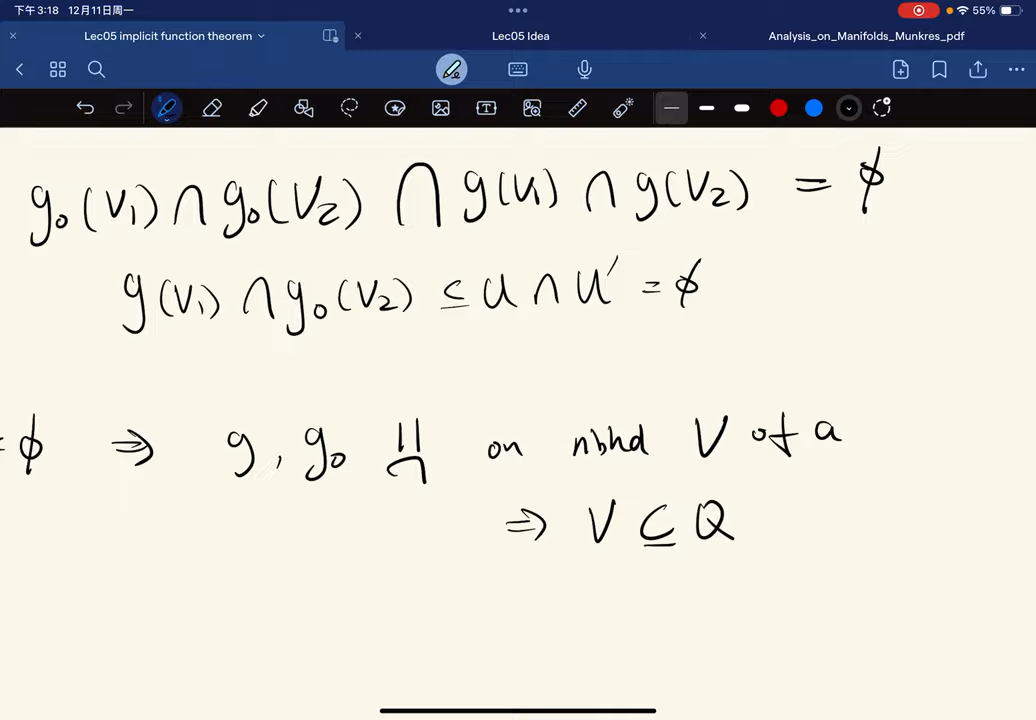 下午3:18 12月11日周一
55%
Lec05 implicit function theorem
Lec05 Idea
Analysis_on_Manifolds_Munkres_pdf
g₀(V₁)∩g₀(V₂) ∩ g(V₁)∩g(V₂) = ϕ
g(V₁)∩g₀(V₂) ⊆ U∩U′ = ϕ
= ϕ ⇒ g, g₀ on nbhd V of a
⇒ V ⊆ Q